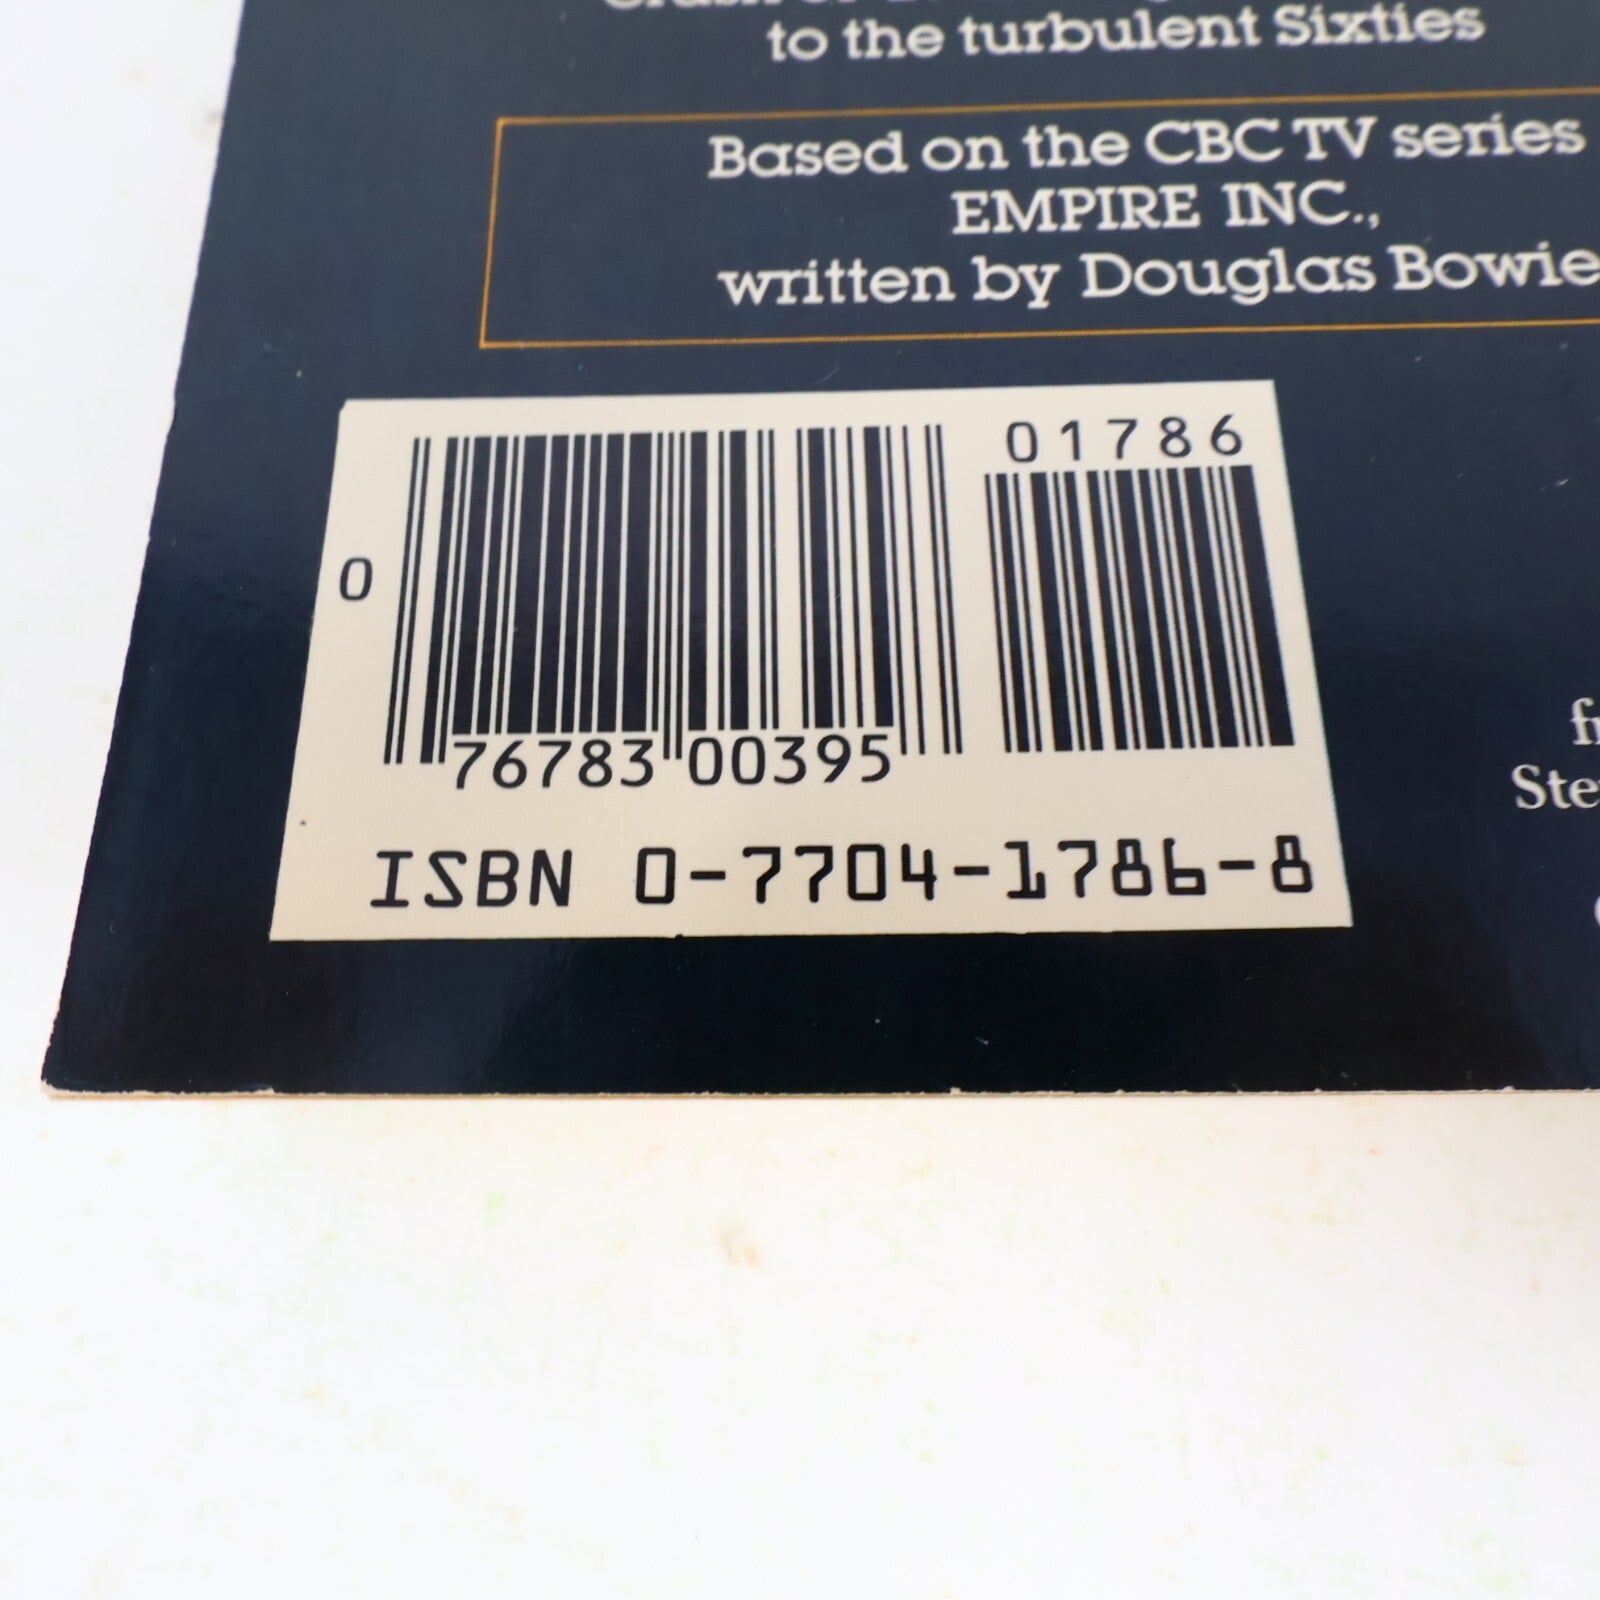 to the turbulent Sixties
Based on the CBC TV series
EMPIRE INC.,
written by Douglas Bowie
01786
0
76783 00395
ISBN 0-7704-1786-8